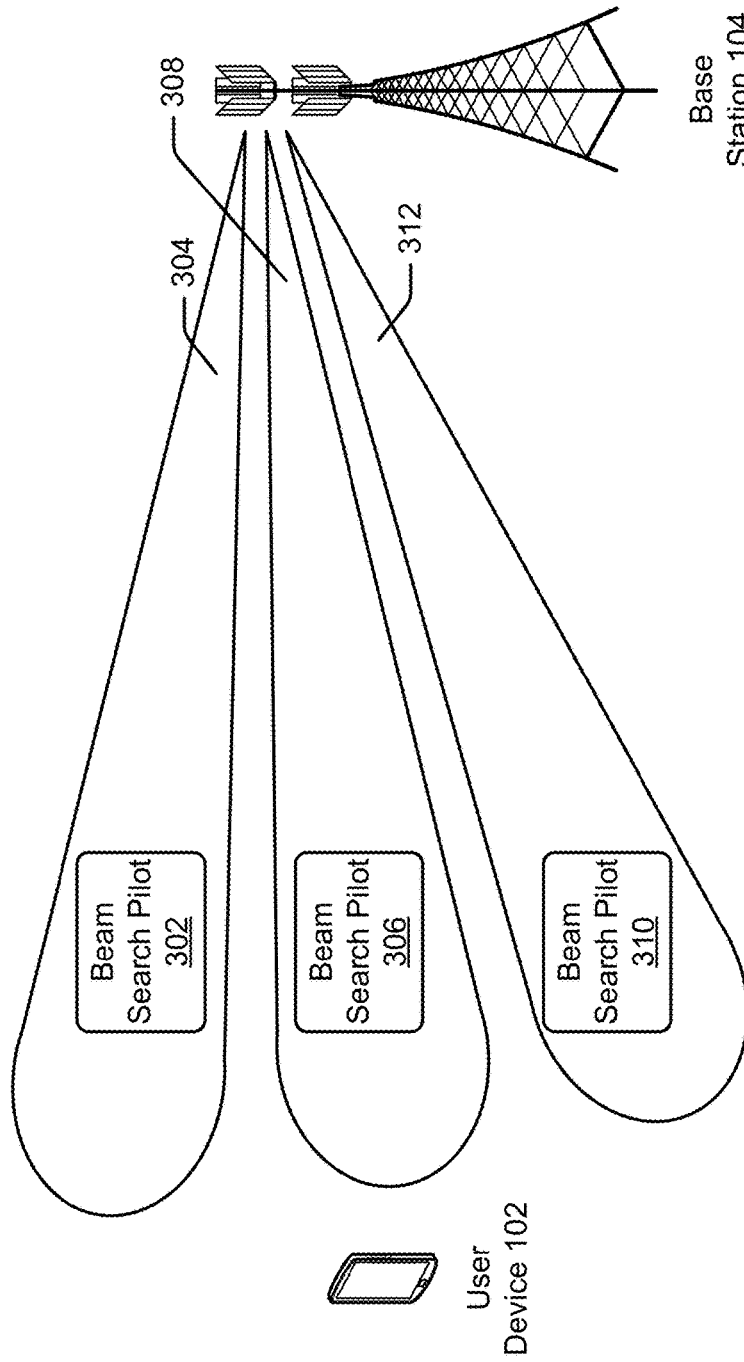 304
308
312
Beam
Search Pilot
302
Beam
Search Pilot
306
Beam
Search Pilot
310
User
Device 102
Base
Station 104